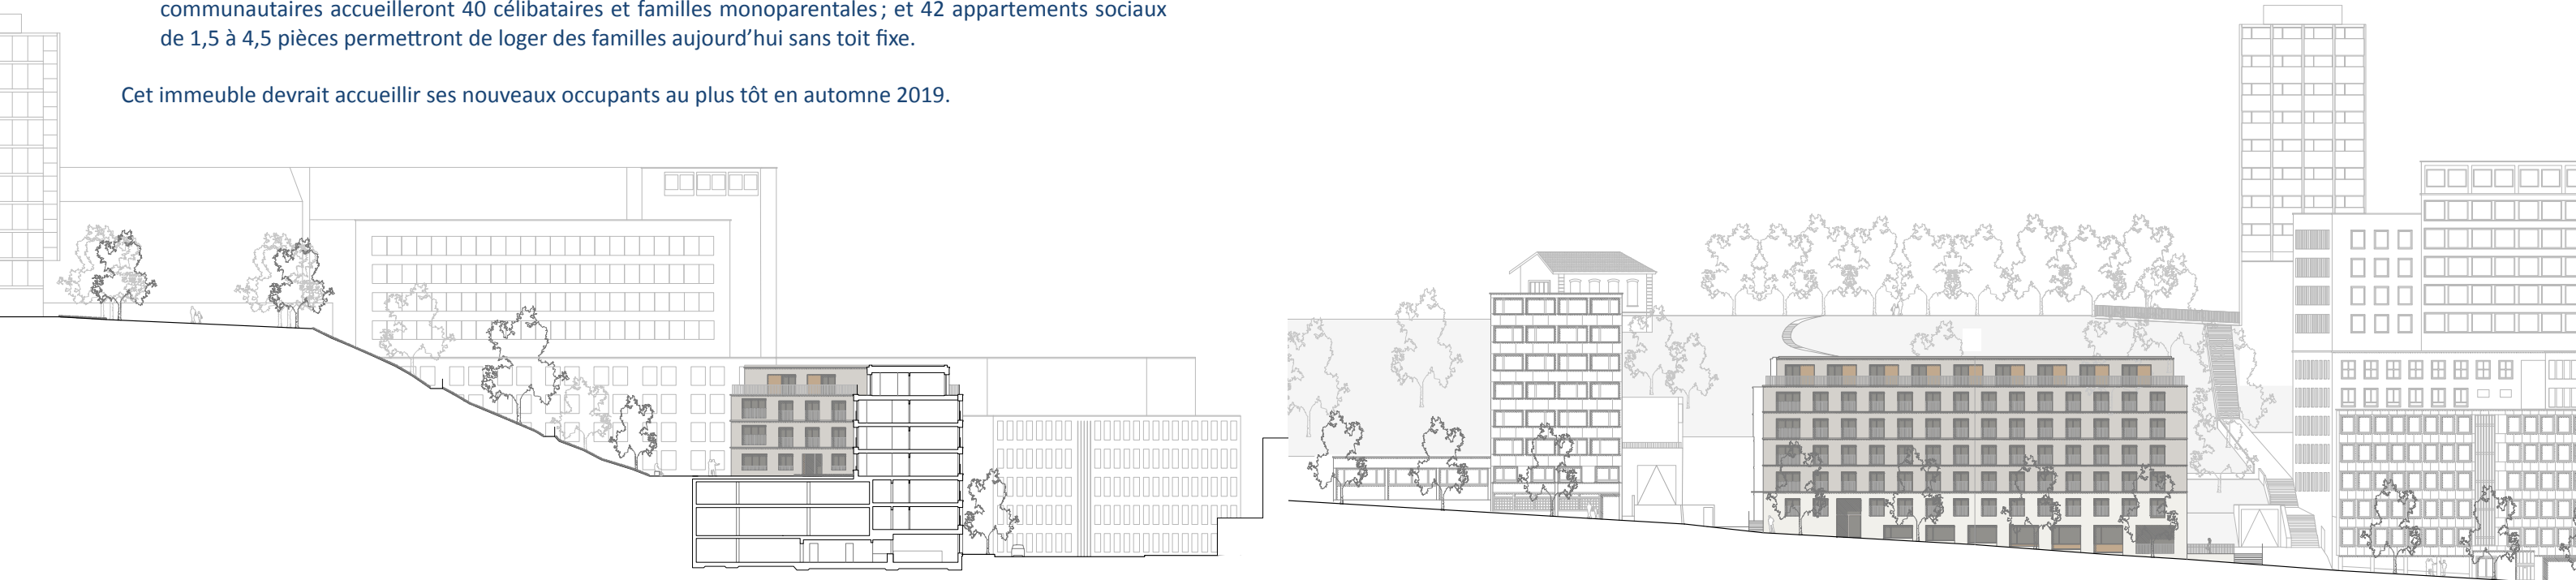 communautaires accueilleront 40 célibataires et familles monoparentales ; et 42 appartements sociaux
de 1,5 à 4,5 pièces permettront de loger des familles aujourd’hui sans toit fixe.
Cet immeuble devrait accueillir ses nouveaux occupants au plus tôt en automne 2019.